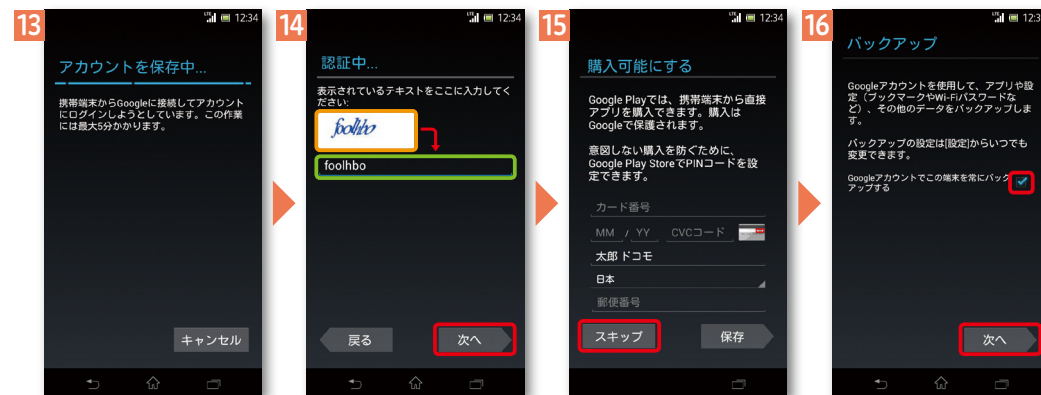 13
LTE 12:34
アカウントを保存中...
携帯端末からGoogleに接続してアカウント
にログインしようとしています。この作業
には最大5分かかります。
キャンセル
14
LTE 12:34
認証中...
表示されているテキストをここに入力してく
ださい:
foolhbo
foolhbo
戻る
次へ
15
LTE 12:34
購入可能にする
Google Playでは、携帯端末から直接
アプリを購入できます。購入は
Googleで保護されます。
意図しない購入を防ぐために、
Google Play StoreでPINコードを設
定できます。
カード番号
MM / YY CVCコード
太郎 ドコモ
日本
郵便番号
スキップ
保存
16
LTE 12:3
バックアップ
Googleアカウントを使用して、アプリや設
定（ブックマークやWi-Fiパスワードな
ど）、その他のデータをバックアップしま
す。
バックアップの設定は[設定]からいつでも
変更できます。
Googleアカウントでこの端末を常にバック
アップする
次へ